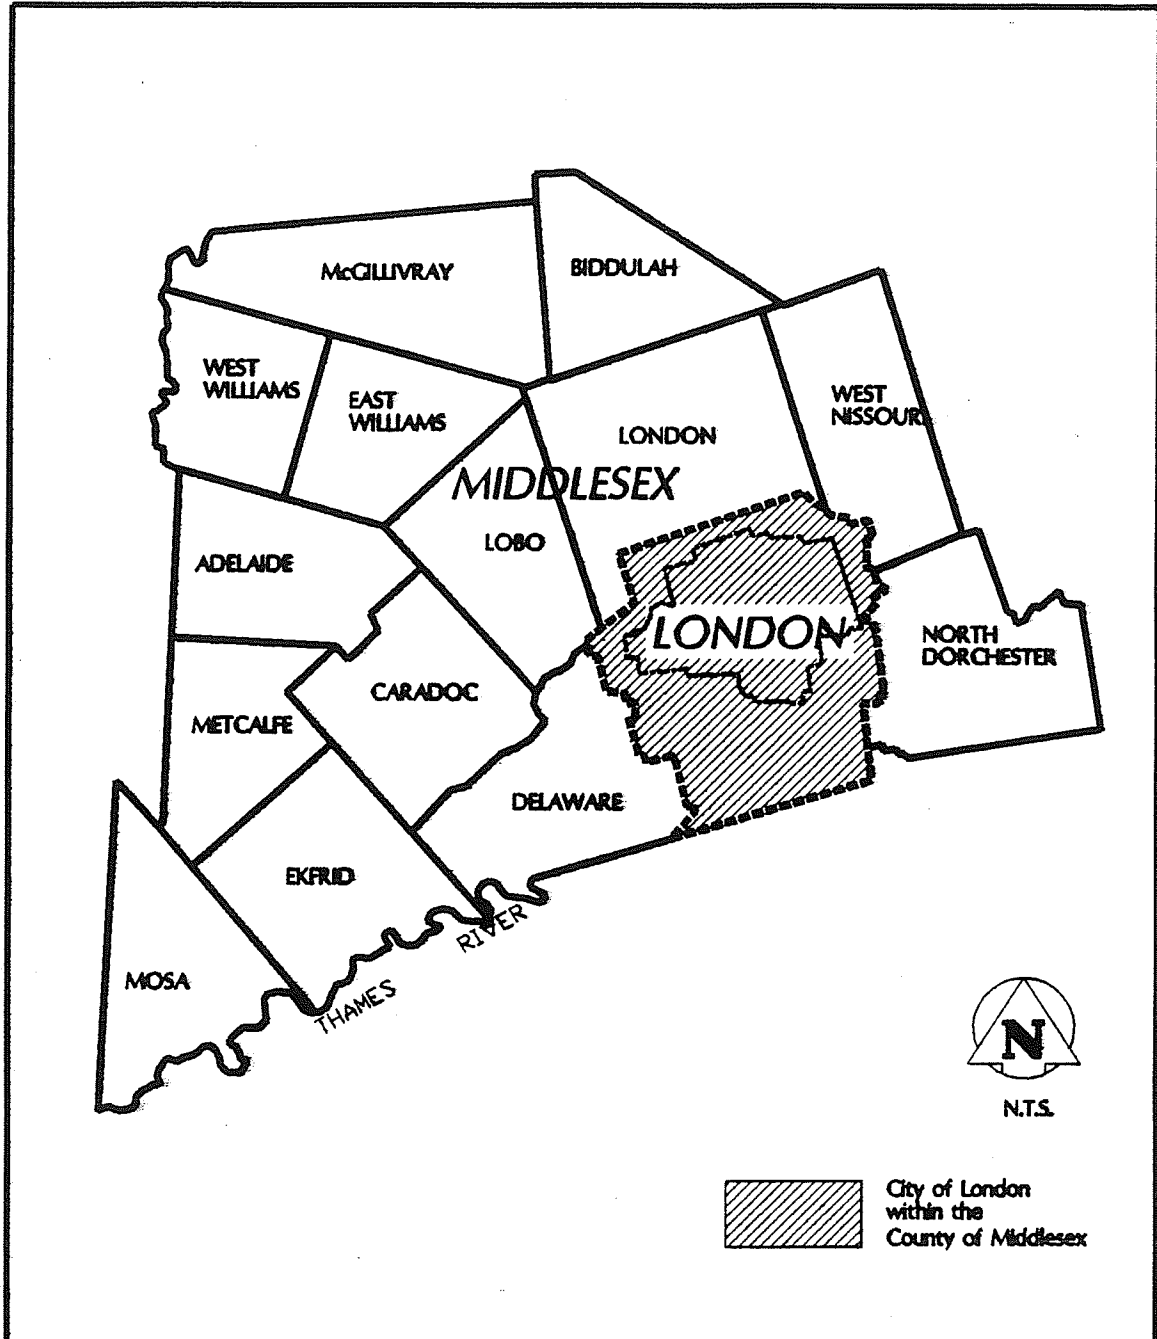 McGILLIVRAY
BIDDULAH
WEST
WILLIAMS
EAST
WILLIAMS
WEST
NISSOURI
LONDON
MIDDLESEX
LOBO
ADELAIDE
LONDON
NORTH
DORCHESTER
CARADOC
METCALFE
DELAWARE
EKFRID
RIVER
MOSA
THAMES
N
N.T.S.
City of London
within the
County of Middlesex